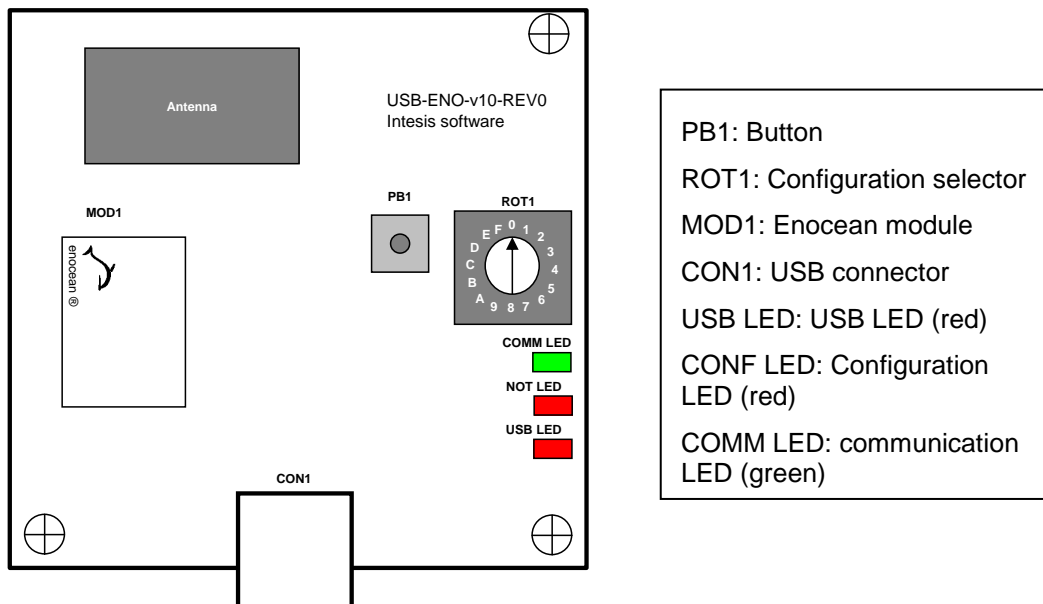 Antenna
USB-ENO-v10-REV0
Intesis software
MOD1
PB1
ROT1
enocean ®
0 1 2 3 4 5 6 7 8 9 A B C D E F
COMM LED
NOT LED
USB LED
CON1
PB1: Button
ROT1: Configuration selector
MOD1: Enocean module
CON1: USB connector
USB LED: USB LED (red)
CONF LED: Configuration
LED (red)
COMM LED: communication
LED (green)